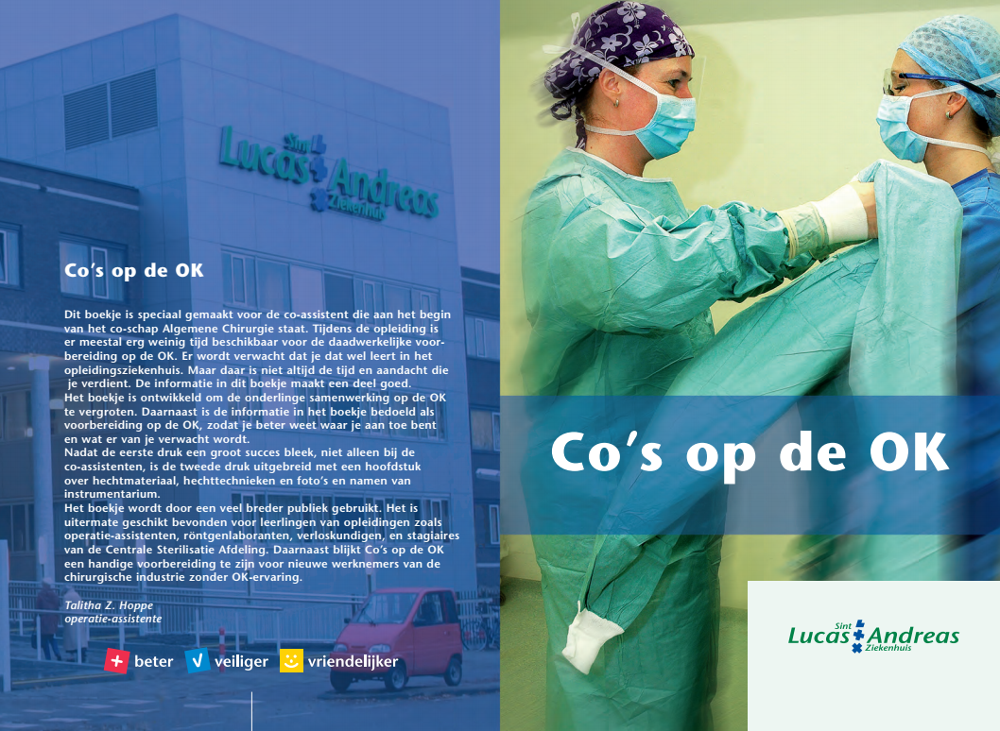 Sint
Lucas Andreas
Ziekenhuis
Co's op de OK
Dit boekje is speciaal gemaakt voor de co-assistent die aan het begin
van het co-schap Algemene Chirurgie staat. Tijdens de opleiding is
er meestal erg weinig tijd beschikbaar voor de daadwerkelijke voor-
bereiding op de OK. Er wordt verwacht dat je dat wel leert in het
opleidingsziekenhuis. Maar daar is niet altijd de tijd en aandacht die
je verdient. De informatie in dit boekje maakt een deel goed.
Het boekje is ontwikkeld om de onderlinge samenwerking op de OK
te vergroten. Daarnaast is de informatie in het boekje bedoeld als
voorbereiding op de OK, zodat je beter weet waar je aan toe bent
en wat er van je verwacht wordt.
Nadat de eerste druk een groot succes bleek, niet alleen bij de
co-assistenten, is de tweede druk uitgebreid met een hoofdstuk
over hechtmateriaal, hechttechnieken en foto's en namen van
instrumentarium.
Het boekje wordt door een veel breder publiek gebruikt. Het is
uitermate geschikt bevonden voor leerlingen van opleidingen zoals
operatie-assistenten, röntgenlaboranten, verloskundigen, en stagiaires
van de Centrale Sterilisatie Afdeling. Daarnaast blijkt Co's op de OK
een handige voorbereiding te zijn voor nieuwe werknemers van de
chirurgische industrie zonder OK-ervaring.
Talitha Z. Hoppe
operatie-assistente
beter veiliger vriendelijker
Co's op de OK
Sint
Lucas Andreas
Ziekenhuis